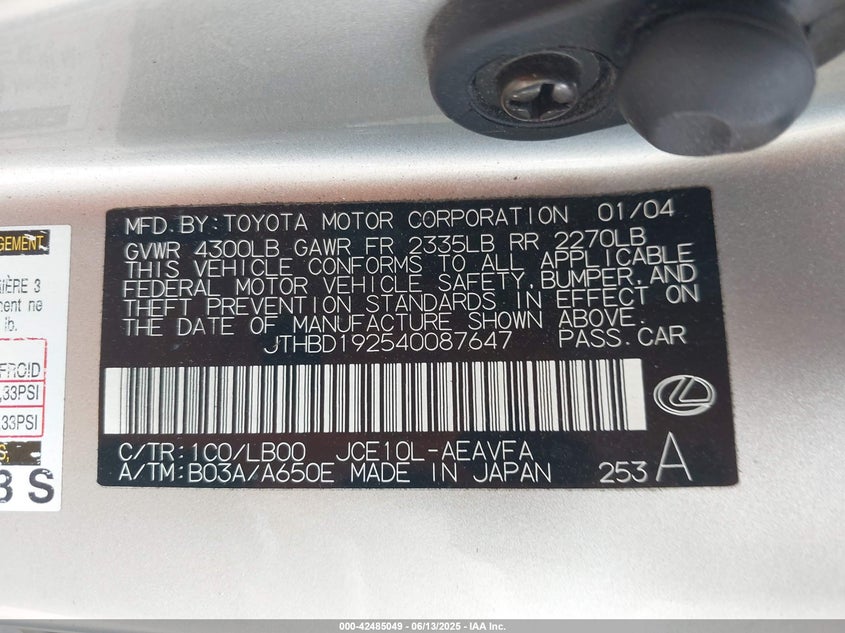 MFD. BY: TOYOTA MOTOR CORPORATION 01/04
GVWR 4300LB GAWR FR 2335LB RR 2270LB
THIS VEHICLE CONFORMS TO ALL APPLICABLE
FEDERAL MOTOR VEHICLE SAFETY, BUMPER, AND
THEFT PREVENTION STANDARDS IN EFFECT ON
THE DATE OF MANUFACTURE SHOWN ABOVE.
JTHBD192540087647 PASS. CAR
C/TR: 1C0/LB00 JCE10L-AEAVFA
A/TM: B03A/A650E MADE IN JAPAN 253 A
3
ne
lb.
FROID
33PSI
33PSI
S
000-42485049 - 06/13/2025 - IAA Inc.